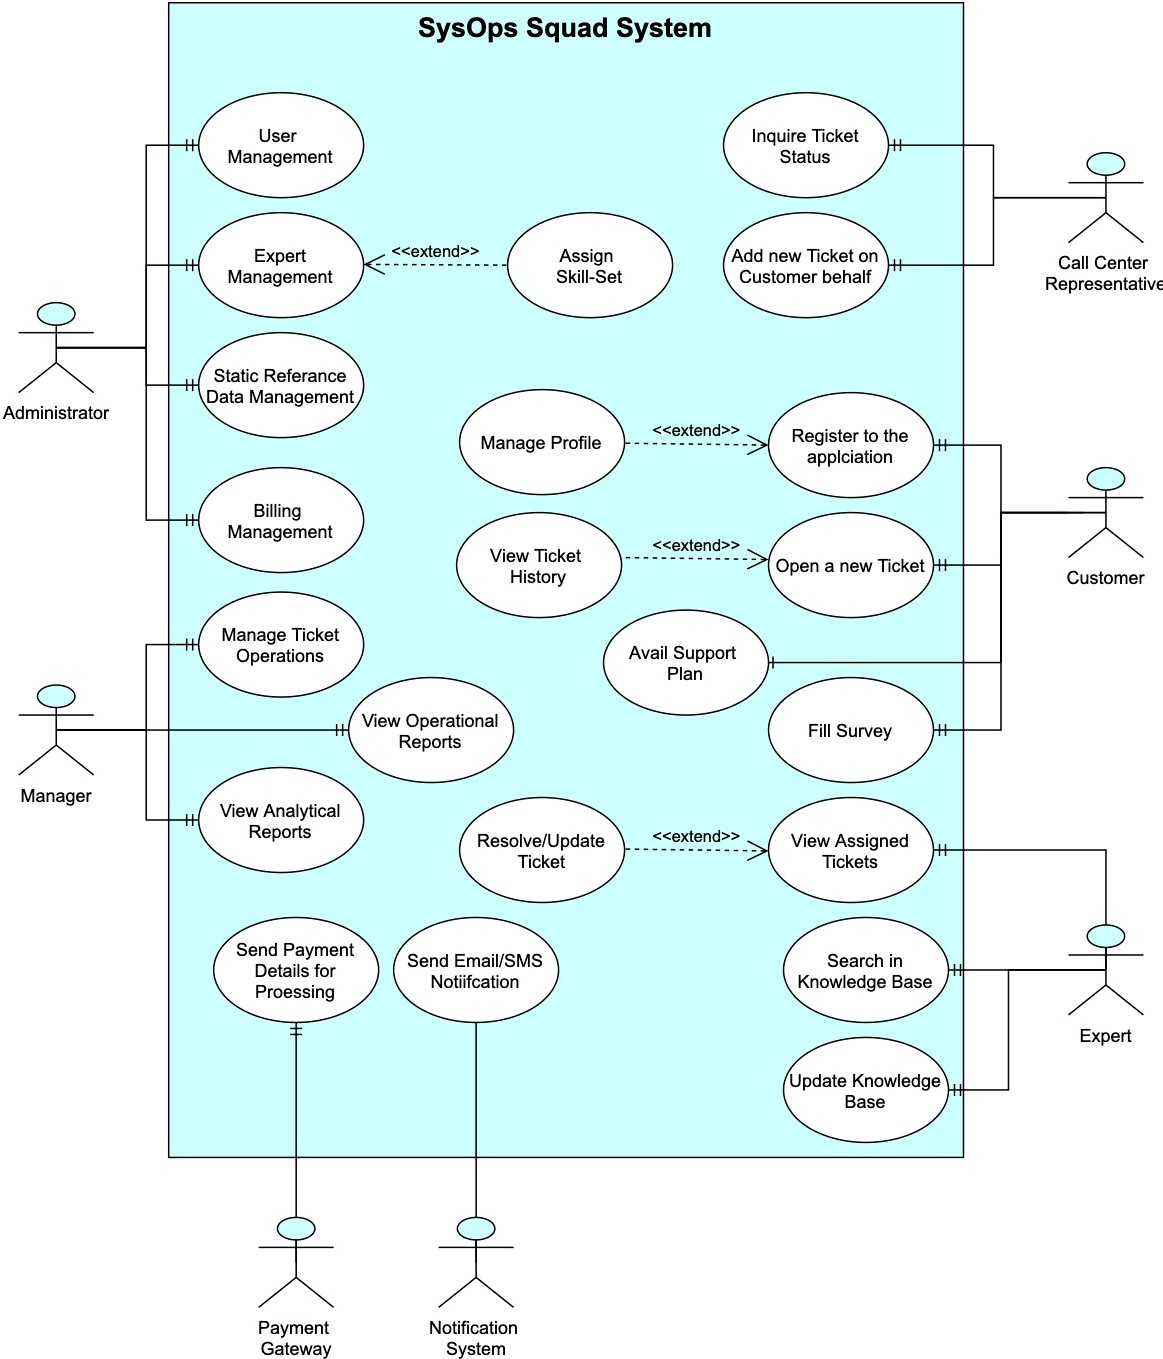 SysOps Squad System
User
Management
Inquire Ticket
Status
Expert
Management
<<extend>>
Assign
Skill-Set
Add new Ticket on
Customer behalf
Call Center
Representative
Static Referance
Data Management
Administrator
Manage Profile
<<extend>>
Register to the
applciation
Billing
Management
View Ticket
History
<<extend>>
Open a new Ticket
Customer
Manage Ticket
Operations
Avail Support
Plan
View Operational
Reports
Fill Survey
Manager
View Analytical
Reports
Resolve/Update
Ticket
<<extend>>
View Assigned
Tickets
Send Payment
Details for
Proessing
Send Email/SMS
Notiifcation
Search in
Knowledge Base
Expert
Update Knowledge
Base
Payment
Gateway
Notification
System